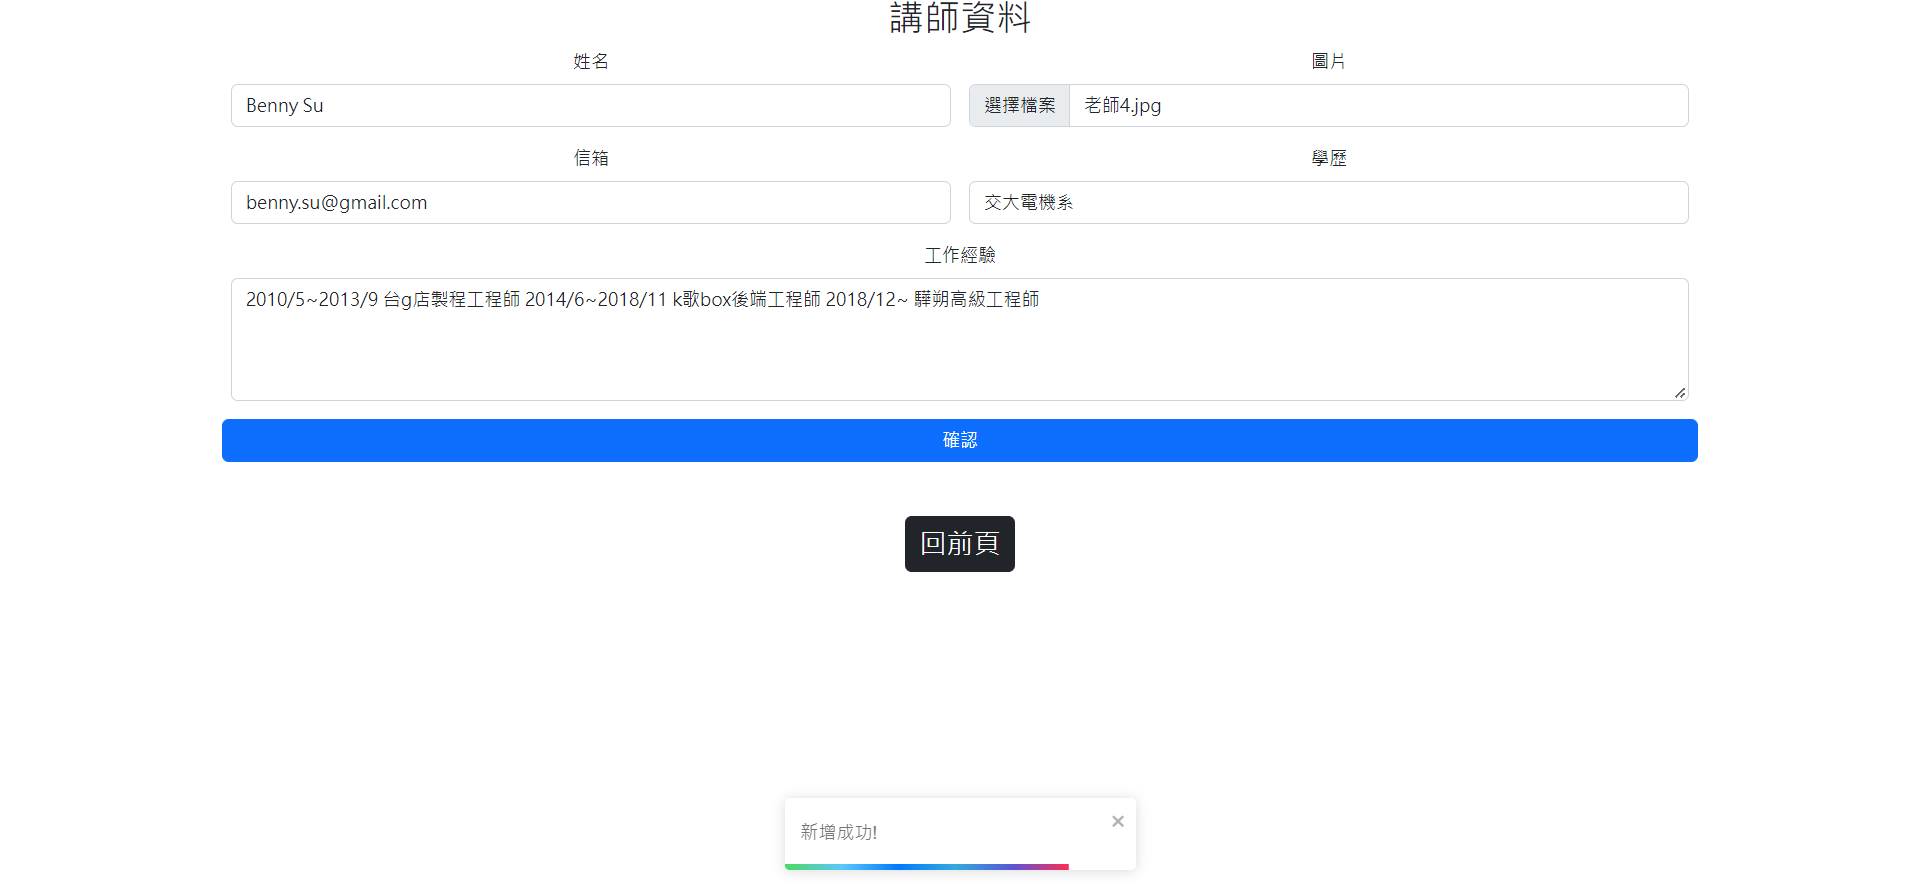 講師資料
姓名
圖片
Benny Su
選擇檔案 老師4.jpg
信箱
學歷
benny.su@gmail.com
交大電機系
工作經驗
2010/5~2013/9 台g店製程工程師 2014/6~2018/11 k歌box後端工程師 2018/12~ 驊朔高級工程師
確認
回前頁
新增成功!